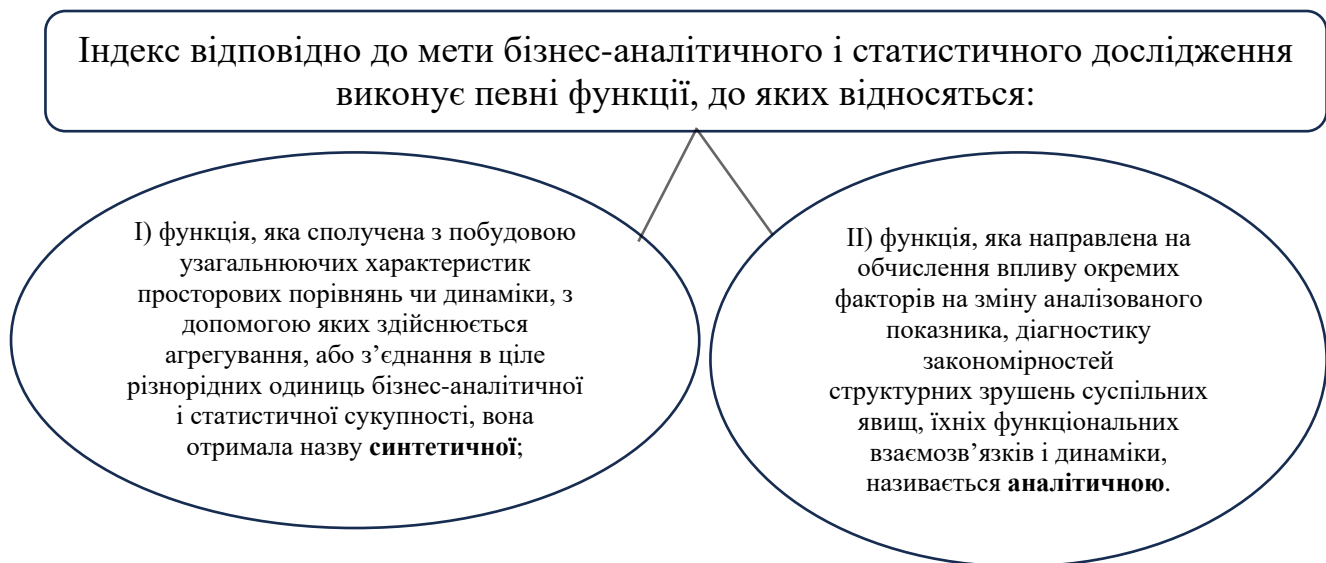 Індекс відповідно до мети бізнес-аналітичного і статистичного дослідження
виконує певні функції, до яких відносяться:
І) функція, яка сполучена з побудовою
узагальнюючих характеристик
просторових порівнянь чи динаміки, з
допомогою яких здійснюється
агрегування, або з’єднання в ціле
різнорідних одиниць бізнес-аналітичної
і статистичної сукупності, вона
отримала назву синтетичної;
ІІ) функція, яка направлена на
обчислення впливу окремих
факторів на зміну аналізованого
показника, діагностику
закономірностей
структурних зрушень суспільних
явищ, їхніх функціональних
взаємозв’язків і динаміки,
називається аналітичною.